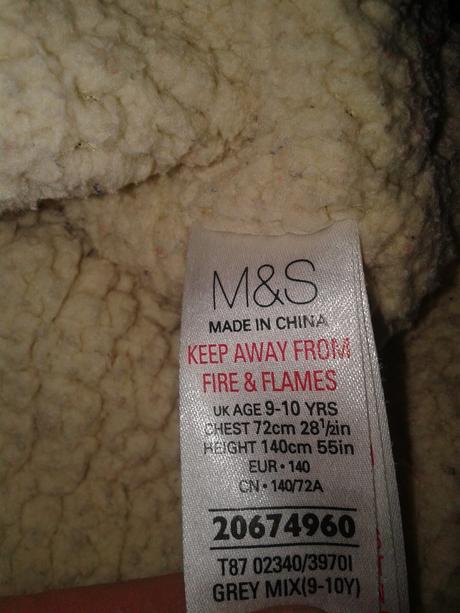 M&S
MADE IN CHINA
KEEP AWAY FROM
FIRE & FLAMES
UK AGE 9-10 YRS
CHEST 72cm 28½in
HEIGHT 140cm 55in
EUR • 140
CN • 140/72A
20674960
T87 02340/3970I
GREY MIX(9-10Y)